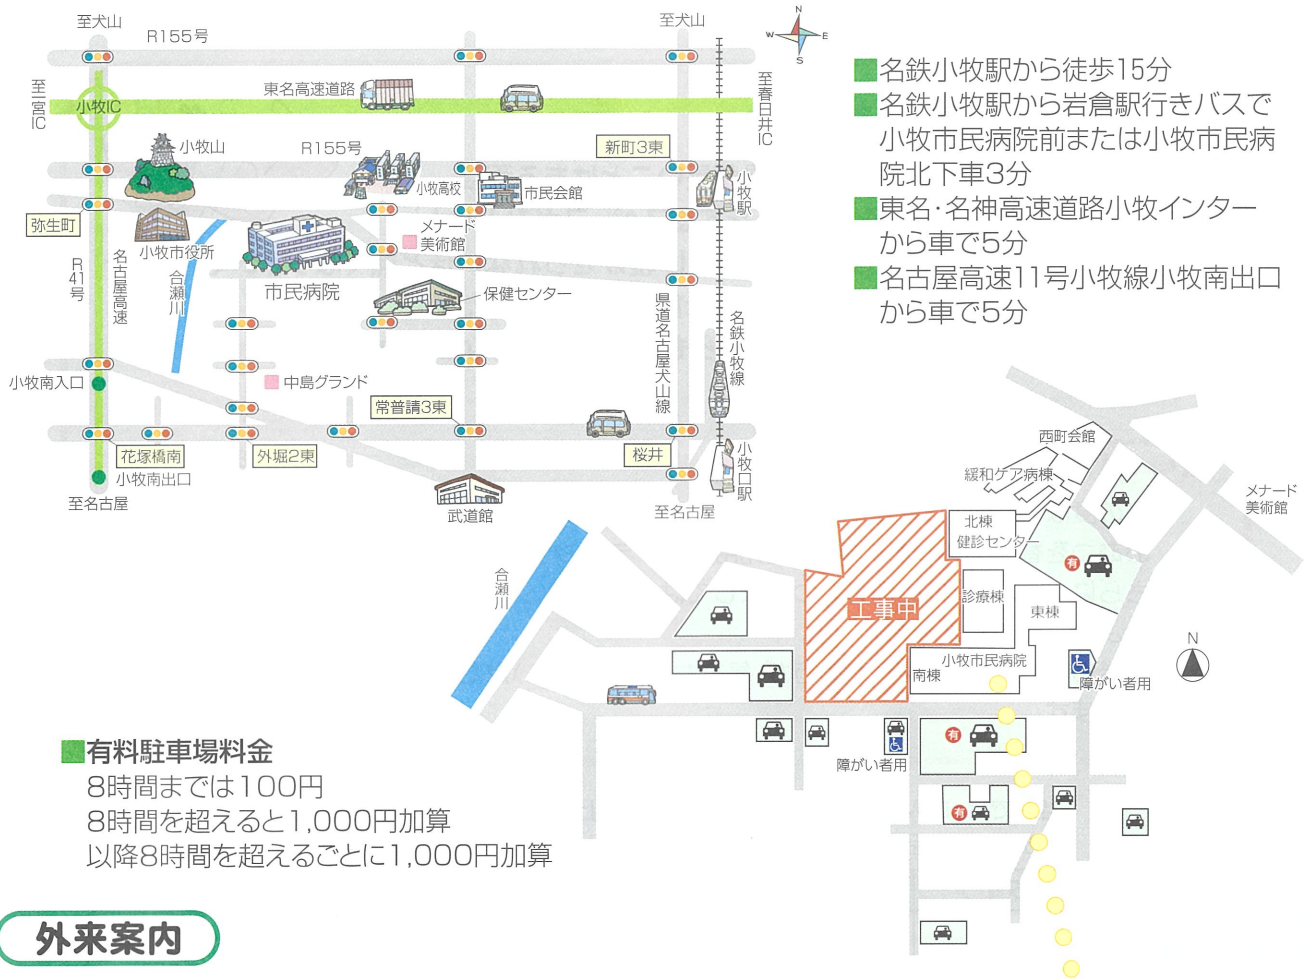 至犬山
R155号
至犬山
N
W
E
S
至一宮IC
小牧IC
東名高速道路
至春日井IC
小牧山
R155号
新町3東
小牧高校
市民会館
小牧駅
弥生町
小牧市役所
メナード
美術館
R41号
名古屋高速
合瀬川
市民病院
保健センター
県道名古屋犬山線
名鉄小牧線
小牧南入口
中島グランド
常普請3東
花塚橋南
外堀2東
桜井
小牧口駅
小牧南出口
至名古屋
武道館
至名古屋
■名鉄小牧駅から徒歩15分
■名鉄小牧駅から岩倉駅行きバスで
小牧市民病院前または小牧市民病
院北下車3分
■東名・名神高速道路小牧インター
から車で5分
■名古屋高速11号小牧線小牧南出口
から車で5分
西町会館
緩和ケア病棟
メナード
美術館
北棟
健診センター
有
合瀬川
工事中
診療棟
東棟
N
小牧市民病院
南棟
障がい者用
有
障がい者用
有
■有料駐車場料金
8時間までは100円
8時間を超えると1,000円加算
以降8時間を超えるごとに1,000円加算
外来案内